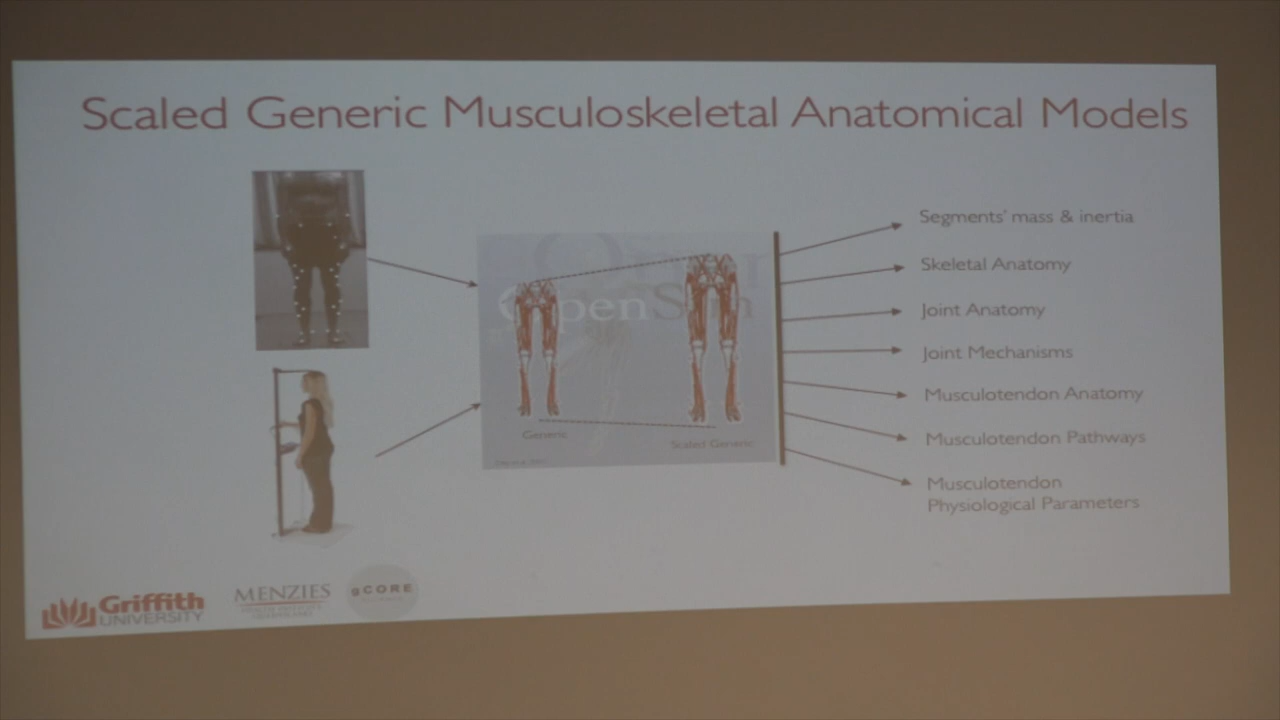 Scaled Generic Musculoskeletal Anatomical Models
Segments' mass & inertia
Skeletal Anatomy
Joint Anatomy
Joint Mechanisms
Musculotendon Anatomy
Musculotendon Pathways
Musculotendon
Physiological Parameters
OpenSim
Generic
Scaled Generic
Griffith
UNIVERSITY
MENZIES
gCORE